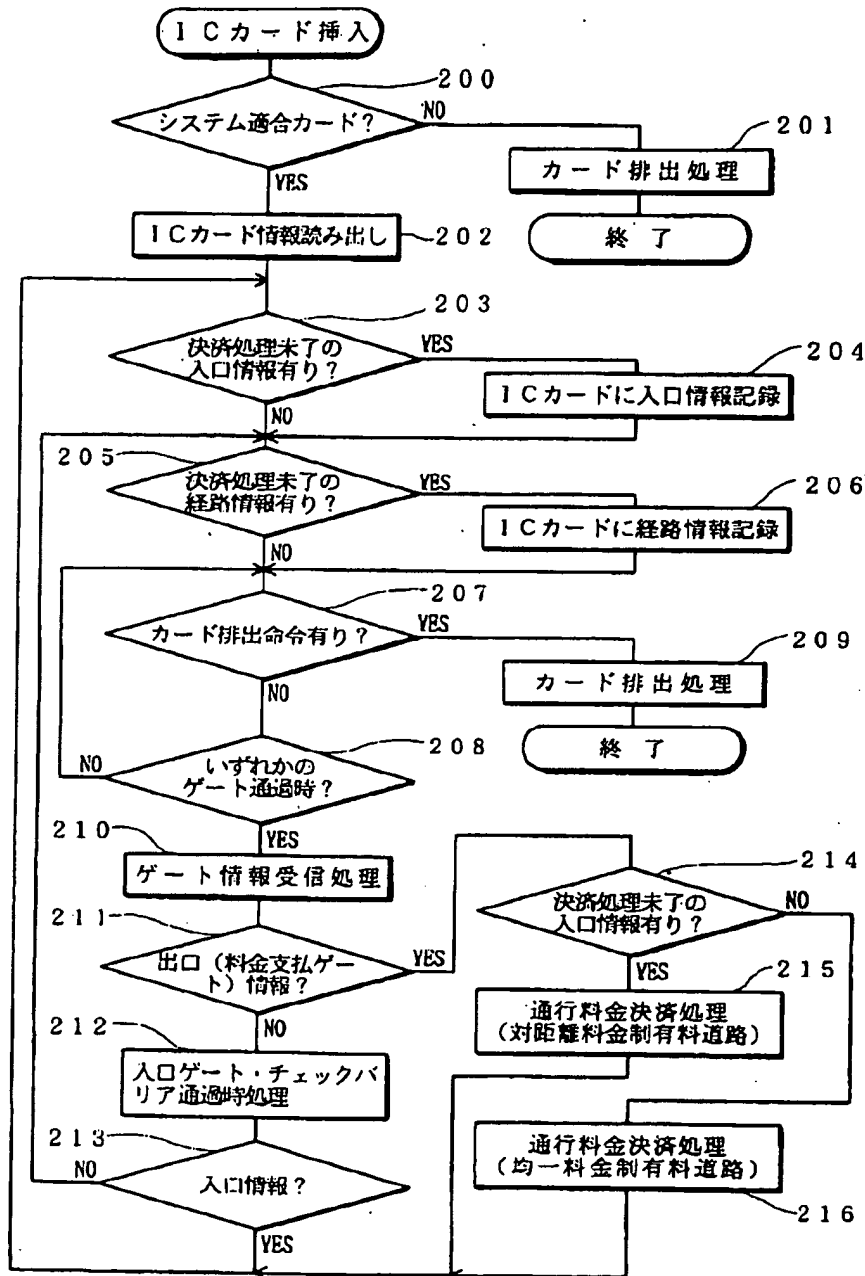 ICカード挿入
200
システム適合カード?
NO
201
カード排出処理
YES
終了
ICカード情報読み出し
202
203
決済処理未了の
入口情報有り?
YES
204
ICカードに入口情報記録
NO
205
決済処理未了の
経路情報有り?
YES
206
ICカードに経路情報記録
NO
207
カード排出命令有り?
YES
209
カード排出処理
NO
終了
208
いずれかの
ゲート通過時?
NO
YES
210
ゲート情報受信処理
214
決済処理未了の
入口情報有り?
NO
211
出口(料金支払ゲー
ト)情報?
YES
YES
215
通行料金決済処理
(対距離料金制有料道路)
NO
212
入口ゲート・チェックバ
リア通過時処理
213
入口情報?
NO
通行料金決済処理
(均一料金制有料道路)
216
YES